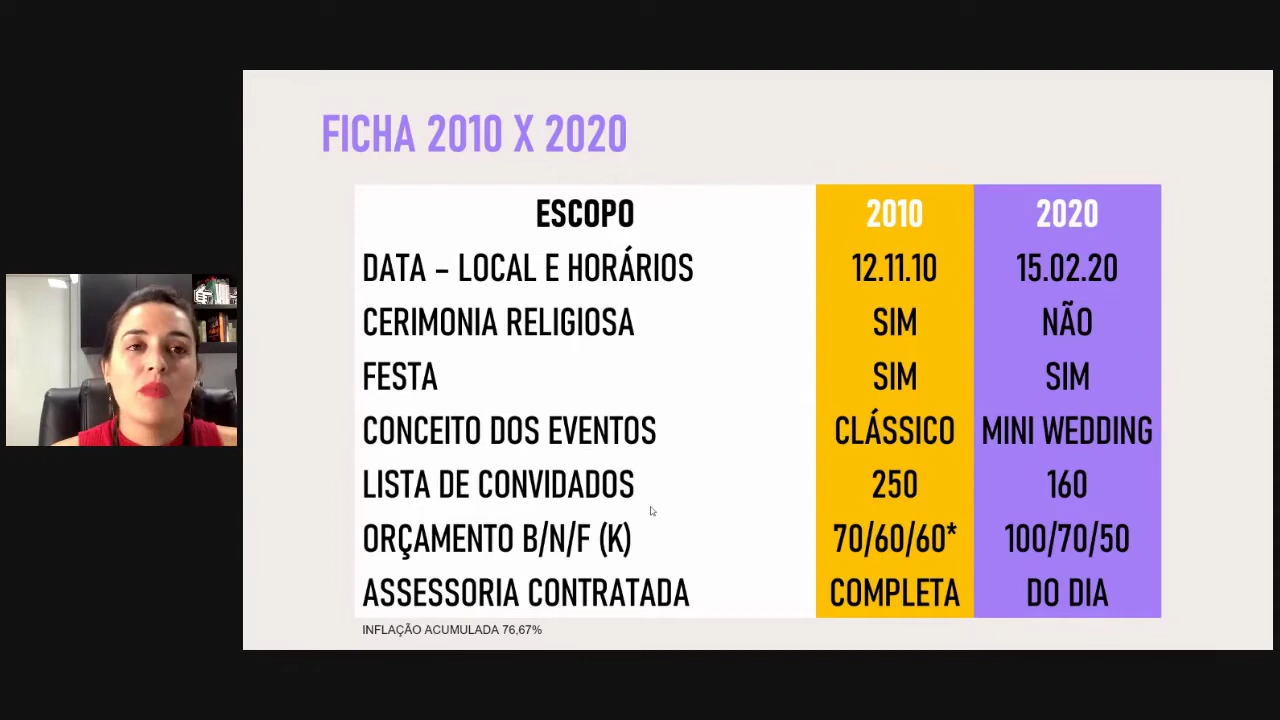 FICHA 2010 X 2020
ESCOPO 2010 2020
DATA – LOCAL E HORÁRIOS 12.11.10 15.02.20
CERIMONIA RELIGIOSA SIM NÃO
FESTA SIM SIM
CONCEITO DOS EVENTOS CLÁSSICO MINI WEDDING
LISTA DE CONVIDADOS 250 160
ORÇAMENTO B/N/F (K) 70/60/60* 100/70/50
ASSESSORIA CONTRATADA COMPLETA DO DIA
INFLAÇÃO ACUMULADA 76,67%